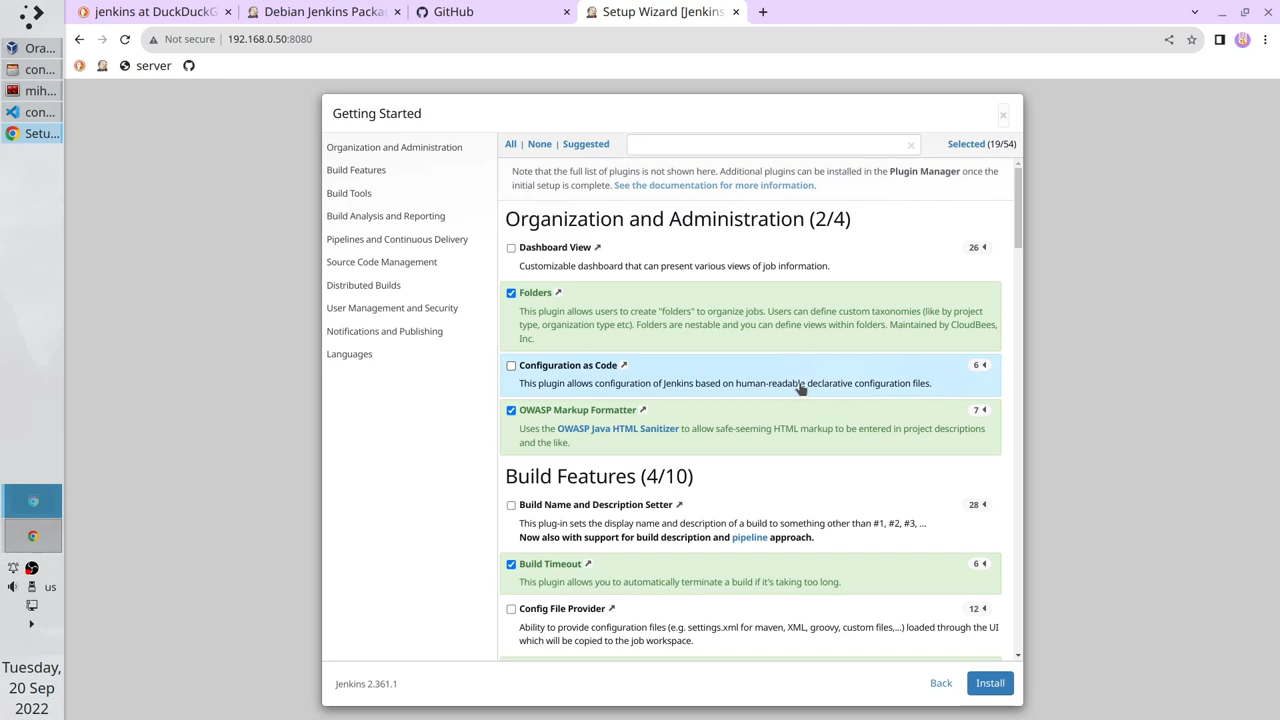 jenkins at DuckDuckG
Debian Jenkins Packa
GitHub
Setup Wizard [Jenkins
Ora...
con...
mih...
con...
Setu...
Not secure
192.168.0.50:8080
server
Getting Started
Organization and Administration
Build Features
Build Tools
Build Analysis and Reporting
Pipelines and Continuous Delivery
Source Code Management
Distributed Builds
User Management and Security
Notifications and Publishing
Languages
All | None | Suggested
Selected (19/54)
Note that the full list of plugins is not shown here. Additional plugins can be installed in the Plugin Manager once the
initial setup is complete. See the documentation for more information.
Organization and Administration (2/4)
Dashboard View
26
Customizable dashboard that can present various views of job information.
Folders
This plugin allows users to create "folders" to organize jobs. Users can define custom taxonomies (like by project
type, organization type etc). Folders are nestable and you can define views within folders. Maintained by CloudBees,
Inc.
Configuration as Code
6
This plugin allows configuration of Jenkins based on human-readable declarative configuration files.
OWASP Markup Formatter
7
Uses the OWASP Java HTML Sanitizer to allow safe-seeming HTML markup to be entered in project descriptions
and the like.
Build Features (4/10)
Build Name and Description Setter
28
This plug-in sets the display name and description of a build to something other than #1, #2, #3, ...
Now also with support for build description and pipeline approach.
Build Timeout
6
This plugin allows you to automatically terminate a build if it's taking too long.
Config File Provider
12
Ability to provide configuration files (e.g. settings.xml for maven, XML, groovy, custom files,...) loaded through the UI
which will be copied to the job workspace.
Jenkins 2.361.1
Back
Install
us
Tuesday,
20 Sep
2022